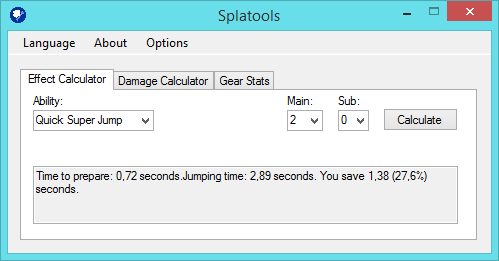 Splatools
Language About Options
Effect Calculator Damage Calculator Gear Stats
Ability: Main: Sub:
Quick Super Jump 2 0 Calculate
Time to prepare: 0,72 seconds.Jumping time: 2,89 seconds. You save 1,38 (27,6%)
seconds.